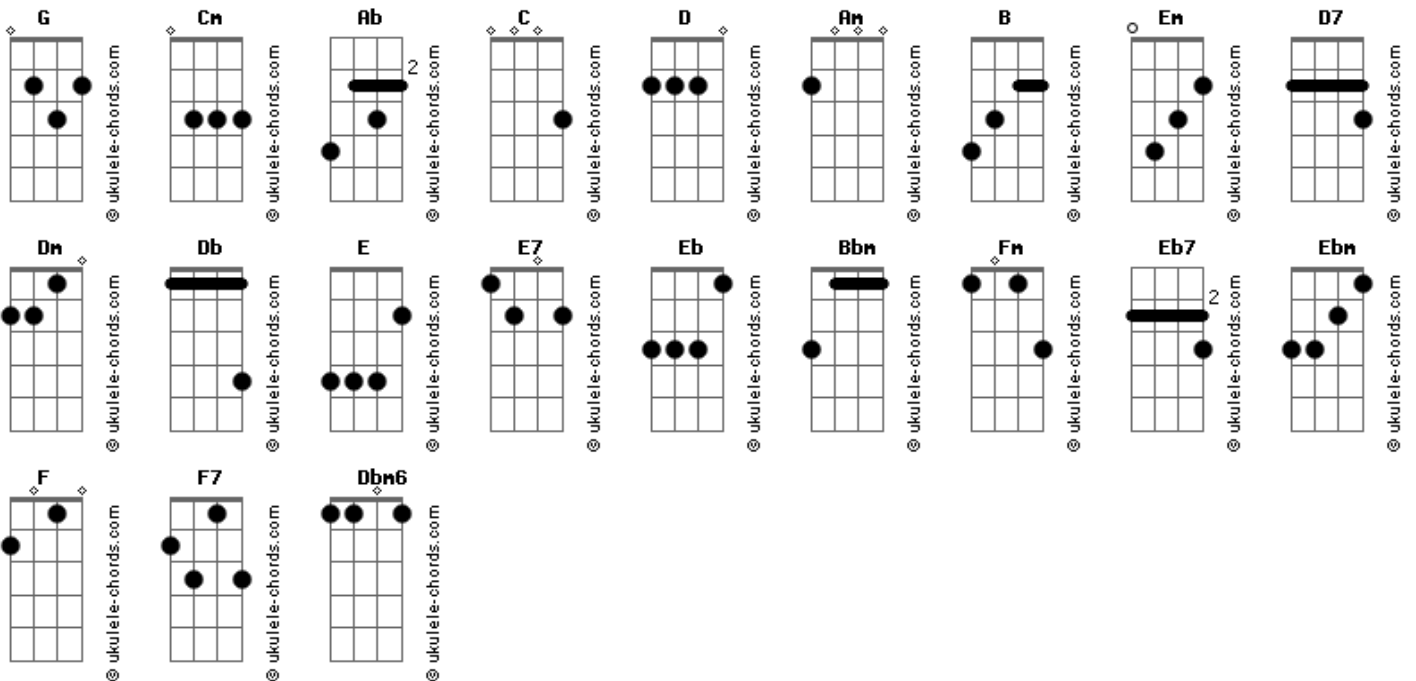 G Cm Ab C D Am B Em D7
2
© ukulele-chords.com © ukulele-chords.com © ukulele-chords.com © ukulele-chords.com © ukulele-chords.com © ukulele-chords.com © ukulele-chords.com © ukulele-chords.com © ukulele-chords.com
Dm Db E E7 Eb Bbm Fm Eb7 Ebm
2
© ukulele-chords.com © ukulele-chords.com © ukulele-chords.com © ukulele-chords.com © ukulele-chords.com © ukulele-chords.com © ukulele-chords.com © ukulele-chords.com © ukulele-chords.com
F F7 Dbm6
© ukulele-chords.com © ukulele-chords.com © ukulele-chords.com